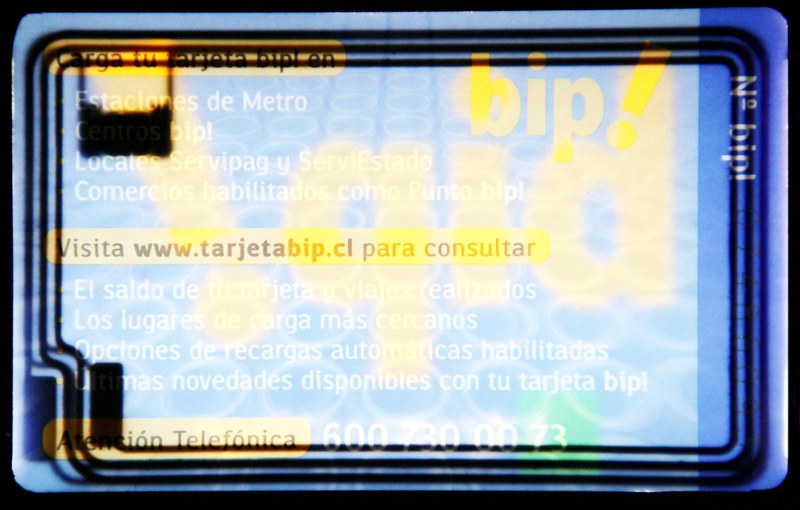 Carga tu tarjeta bip! en
bip!
Estaciones de Metro
Centros bip!
Locales Servipag y ServiEstado
Comercios habilitados como Punto bip!
Nº bip!
Visita www.tarjetabip.cl para consultar
El saldo de tu tarjeta y viajes realizados
Los lugares de carga más cercanos
Opciones de recargas automáticas habilitadas
Últimas novedades disponibles con tu tarjeta bip!
Atención Telefónica 600 730 00 73
bip!